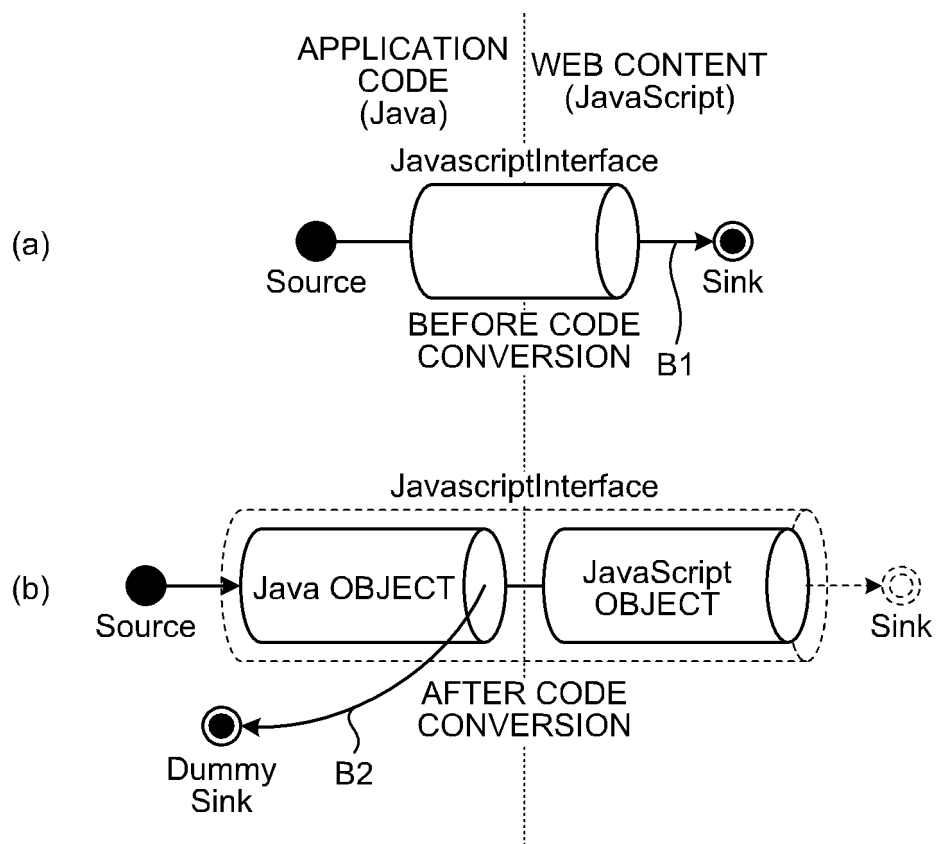 APPLICATION
CODE
(Java)
WEB CONTENT
(JavaScript)
JavascriptInterface
(a)
Source
Sink
BEFORE CODE
CONVERSION
B1
JavascriptInterface
(b)
Java OBJECT
JavaScript
OBJECT
Source
Sink
AFTER CODE
CONVERSION
B2
Dummy
Sink